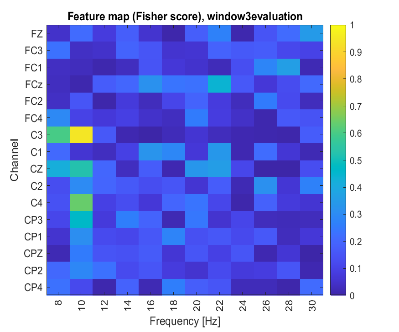 Feature map (Fisher score), window3evaluation
Channel
FZ
FC3
FC1
FCz
FC2
FC4
C3
C1
CZ
C2
C4
CP3
CP1
CPZ
CP2
CP4
8 10 12 14 16 18 20 22 24 26 28 30
Frequency [Hz]
1
0.9
0.8
0.7
0.6
0.5
0.4
0.3
0.2
0.1
0